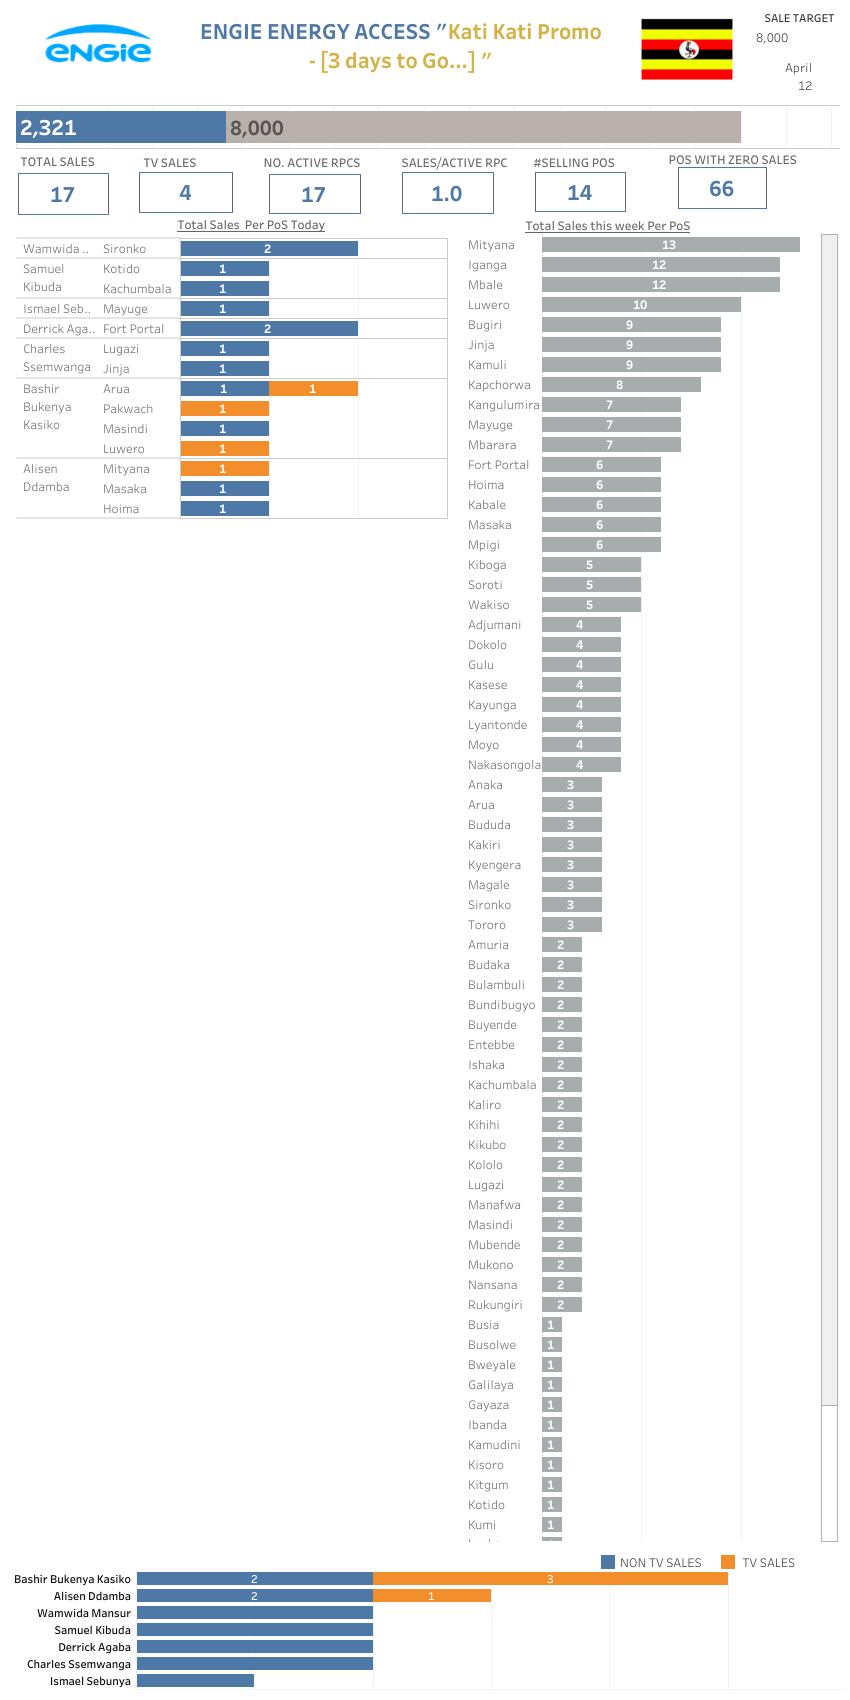 ENGIE
ENGIE ENERGY ACCESS "Kati Kati Promo
- [3 days to Go...] "
SALE TARGET
8,000
April
12
2,321 8,000
TOTAL SALES TV SALES NO. ACTIVE RPCS SALES/ACTIVE RPC #SELLING POS POS WITH ZERO SALES
17 4 17 1.0 14 66
Total Sales Per PoS Today
Wamwida .. Sironko 2
Samuel Kotido 1
Kibuda Kachumbala 1
Ismael Seb.. Mayuge 1
Derrick Aga.. Fort Portal 2
Charles Lugazi 1
Ssemwanga Jinja 1
Bashir Arua 1 1
Bukenya Pakwach 1
Kasiko Masindi 1
Luwero 1
Alisen Mityana 1
Ddamba Masaka 1
Hoima 1
Total Sales this week Per PoS
Mityana 13
Iganga 12
Mbale 12
Luwero 10
Bugiri 9
Jinja 9
Kamuli 9
Kapchorwa 8
Kangulumira 7
Mayuge 7
Mbarara 7
Fort Portal 6
Hoima 6
Kabale 6
Masaka 6
Mpigi 6
Kiboga 5
Soroti 5
Wakiso 5
Adjumani 4
Dokolo 4
Gulu 4
Kasese 4
Kayunga 4
Lyantonde 4
Moyo 4
Nakasongola 4
Anaka 3
Arua 3
Bududa 3
Kakiri 3
Kyengera 3
Magale 3
Sironko 3
Tororo 3
Amuria 2
Budaka 2
Bulambuli 2
Bundibugyo 2
Buyende 2
Entebbe 2
Ishaka 2
Kachumbala 2
Kaliro 2
Kihihi 2
Kikubo 2
Kololo 2
Lugazi 2
Manafwa 2
Masindi 2
Mubende 2
Mukono 2
Nansana 2
Rukungiri 2
Busia 1
Busolwe 1
Bweyale 1
Galilaya 1
Gayaza 1
Ibanda 1
Kamudini 1
Kisoro 1
Kitgum 1
Kotido 1
Kumi 1
NON TV SALES TV SALES
Bashir Bukenya Kasiko 2 3
Alisen Ddamba 2 1
Wamwida Mansur
Samuel Kibuda
Derrick Agaba
Charles Ssemwanga
Ismael Sebunya